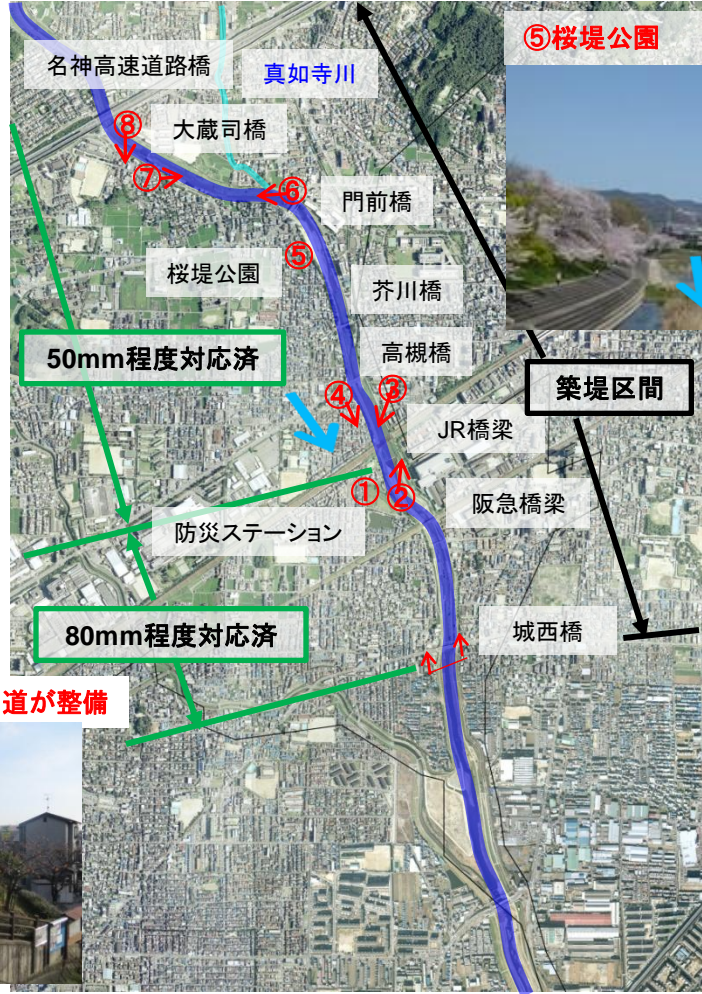 ⑤桜堤公園
名神高速道路橋
真如寺川
⑧
大蔵司橋
⑦
⑥
門前橋
⑤
桜堤公園
芥川橋
50mm程度対応済
高槻橋
築堤区間
④
③
JR橋梁
①
②
阪急橋梁
防災ステーション
80mm程度対応済
城西橋
道が整備